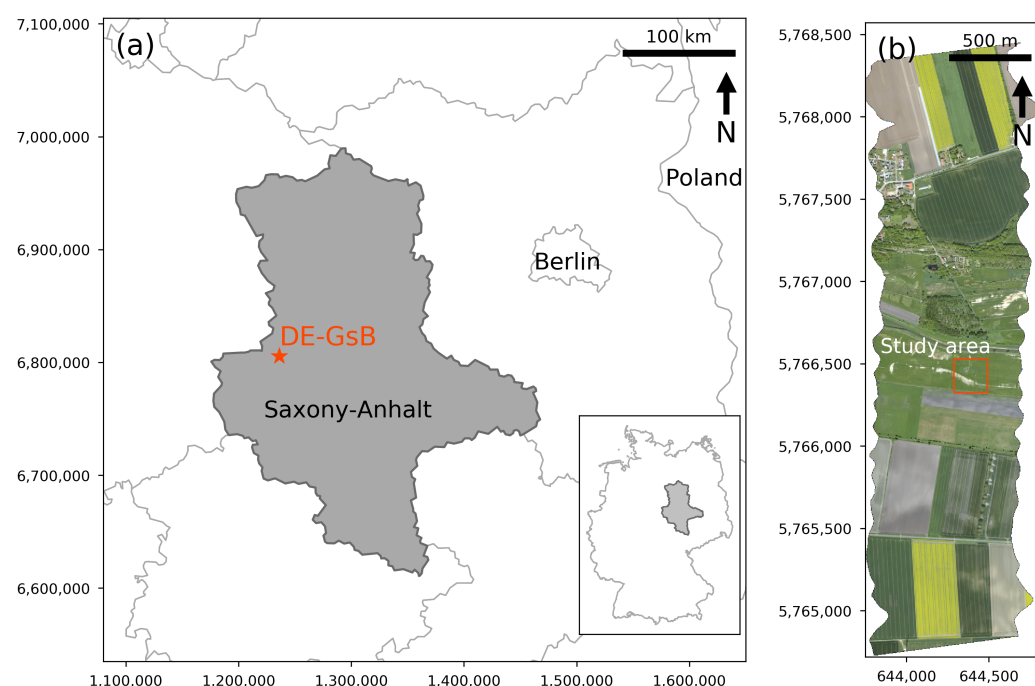 (a)
100 km
N
Poland
Berlin
DE-GsB
Saxony-Anhalt
7,100,000
7,000,000
6,900,000
6,800,000
6,700,000
6,600,000
1.100.000
1.200.000
1.300.000
1.400.000
1.500.000
1.600.000
(b)
500 m
N
Study area
5,768,500
5,768,000
5,767,500
5,767,000
5,766,500
5,766,000
5,765,500
5,765,000
644,000
644,500